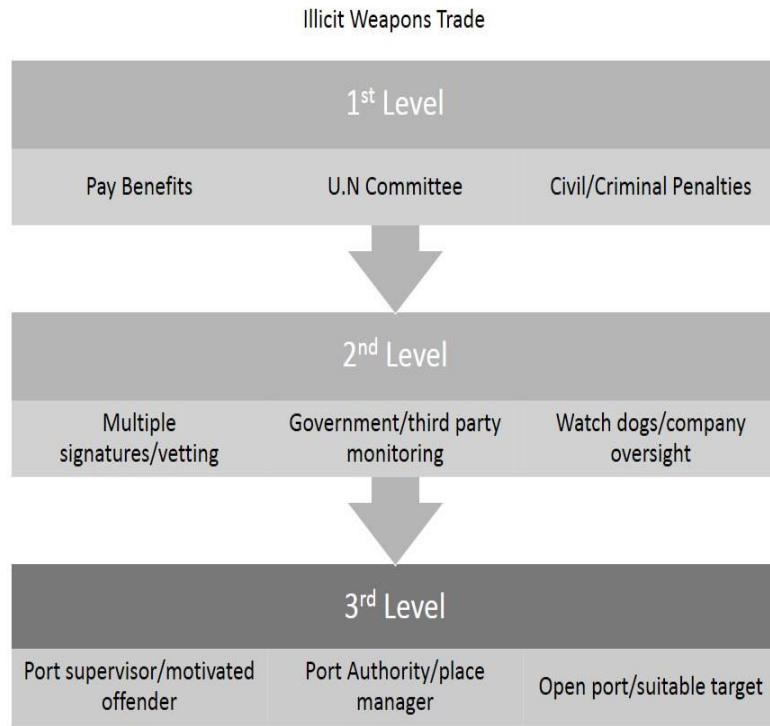 Illicit Weapons Trade
1st Level
Pay Benefits
U.N Committee
Civil/Criminal Penalties
2nd Level
Multiple
signatures/vetting
Government/third party
monitoring
Watch dogs/company
oversight
3rd Level
Port supervisor/motivated
offender
Port Authority/place
manager
Open port/suitable target